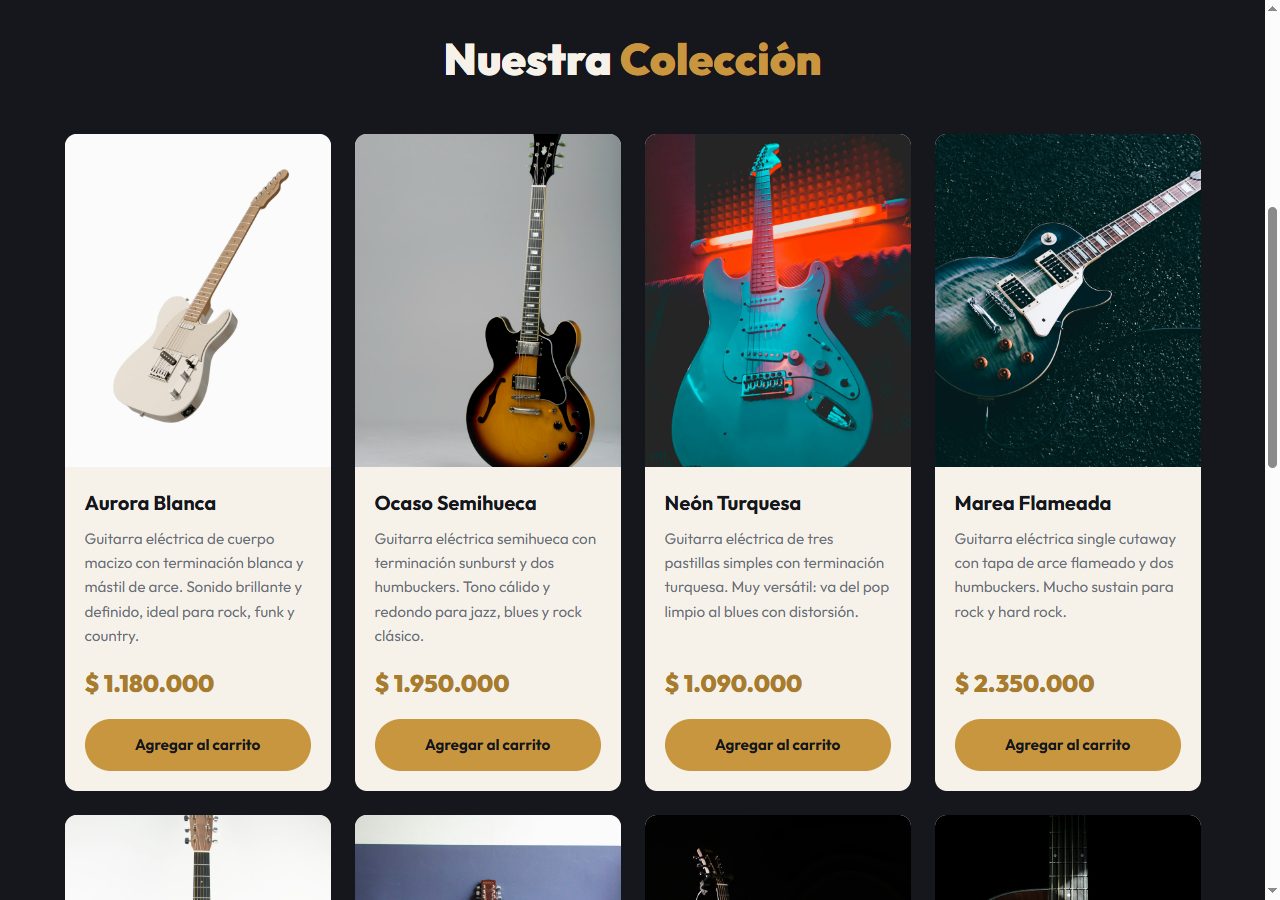 Nuestra Colección
Aurora Blanca
Guitarra eléctrica de cuerpo
macizo con terminación blanca y
mástil de arce. Sonido brillante y
definido, ideal para rock, funk y
country.
$ 1.180.000
Agregar al carrito
Ocaso Semihueca
Guitarra eléctrica semihueca con
terminación sunburst y dos
humbuckers. Tono cálido y
redondo para jazz, blues y rock
clásico.
$ 1.950.000
Agregar al carrito
Neón Turquesa
Guitarra eléctrica de tres
pastillas simples con terminación
turquesa. Muy versátil: va del pop
limpio al blues con distorsión.
$ 1.090.000
Agregar al carrito
Marea Flameada
Guitarra eléctrica single cutaway
con tapa de arce flameado y dos
humbuckers. Mucho sustain para
rock y hard rock.
$ 2.350.000
Agregar al carrito